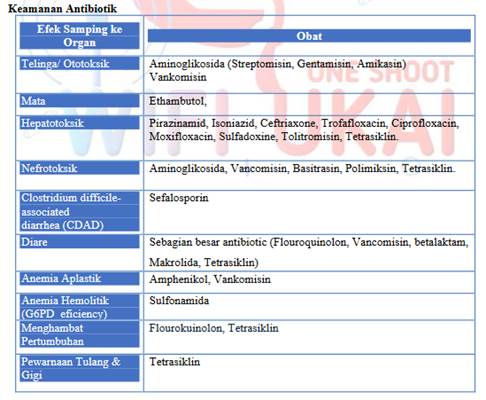 Keamanan Antibiotik
Efek Samping ke
Organ
Obat
Telinga/ Ototoksik
Aminoglikosida (Streptomisin, Gentamisin, Amikasin)
Vankomisin
Mata
Ethambutol,
Hepatotoksik
Pirazinamid, Isoniazid, Ceftriaxone, Trofafloxacin, Ciprofloxacin,
Moxifloxacin, Sulfadoxine, Tolitromisin, Tetrasiklin.
Nefrotoksik
Aminoglikosida, Vancomisin, Basitrasin, Polimiksin, Tetrasiklin.
Clostridium difficile-
associated
diarrhea (CDAD)
Sefalosporin
Diare
Sebagian besar antibiotic (Flouroquinolon, Vancomisin, betalaktam,
Makrolida, Tetrasiklin)
Anemia Aplastik
Amphenikol, Vankomisin
Anemia Hemolitik
(G6PD eficiency)
Sulfonamida
Menghambat
Pertumbuhan
Flourokuinolon, Tetrasiklin
Pewarnaan Tulang &
Gigi
Tetrasiklin
ONE SHOOT
UKAI